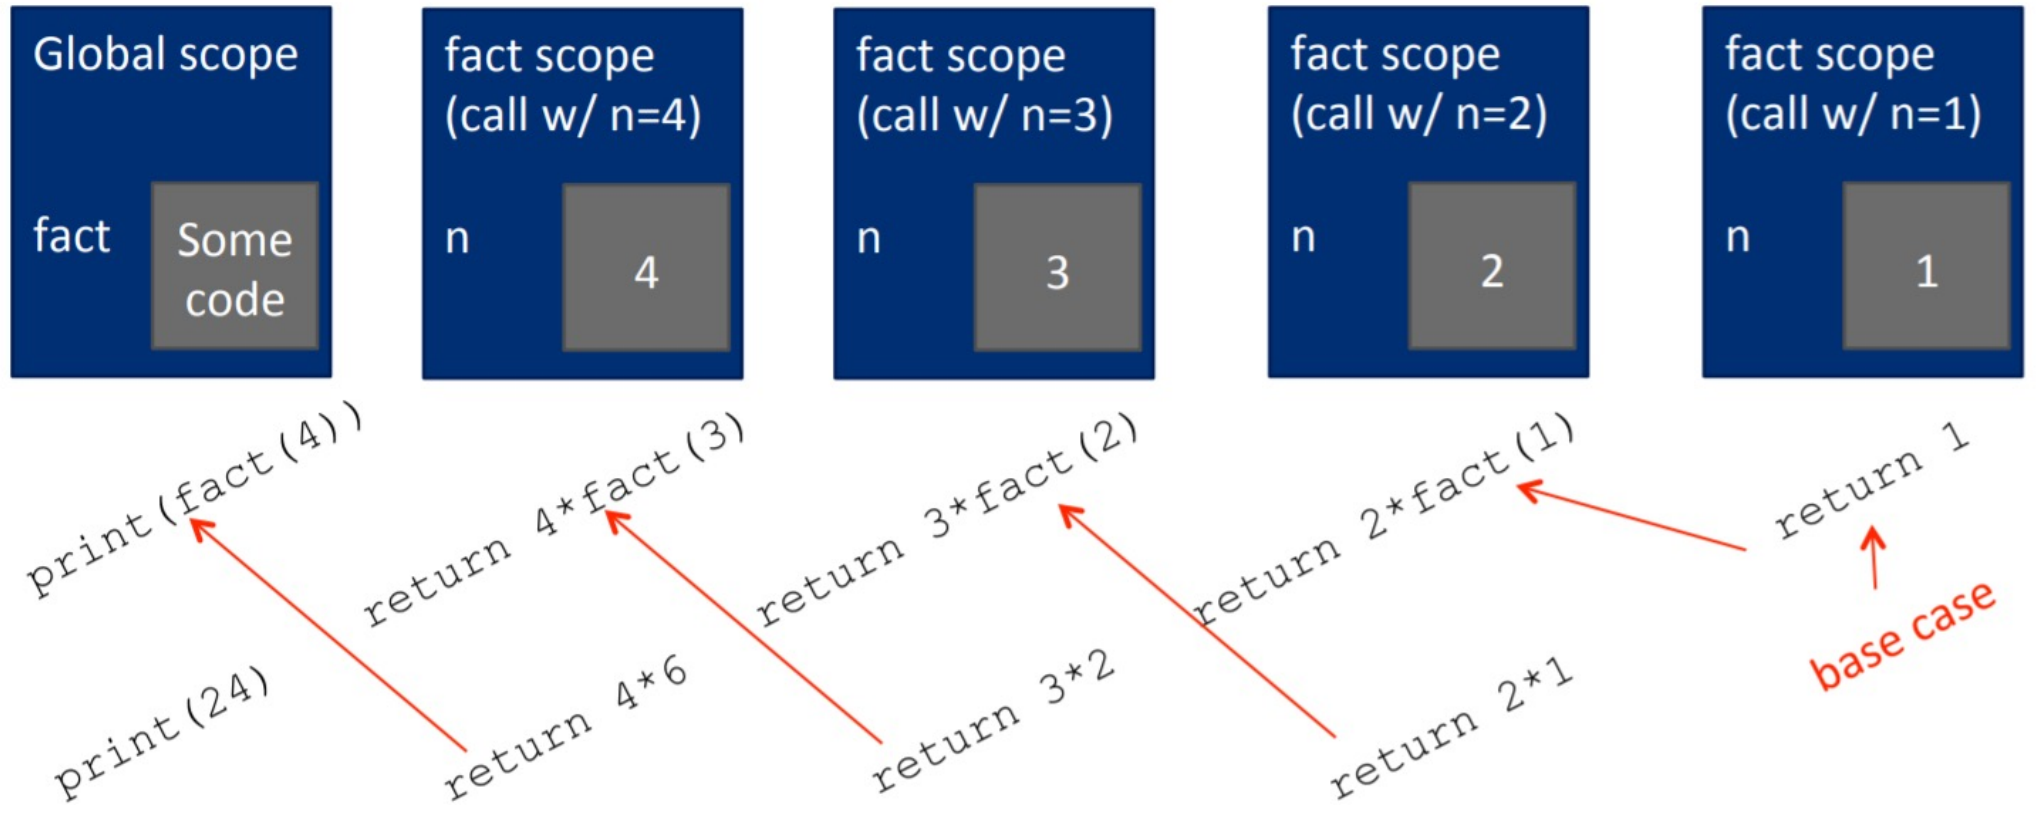 Global scope
fact
Some
code
fact scope
(call w/ n=4)
n
4
fact scope
(call w/ n=3)
n
3
fact scope
(call w/ n=2)
n
2
fact scope
(call w/ n=1)
n
1
print(fact(4))
return 4*fact(3)
return 3*fact(2)
return 2*fact(1)
return 1
base case
print(24)
return 4*6
return 3*2
return 2*1